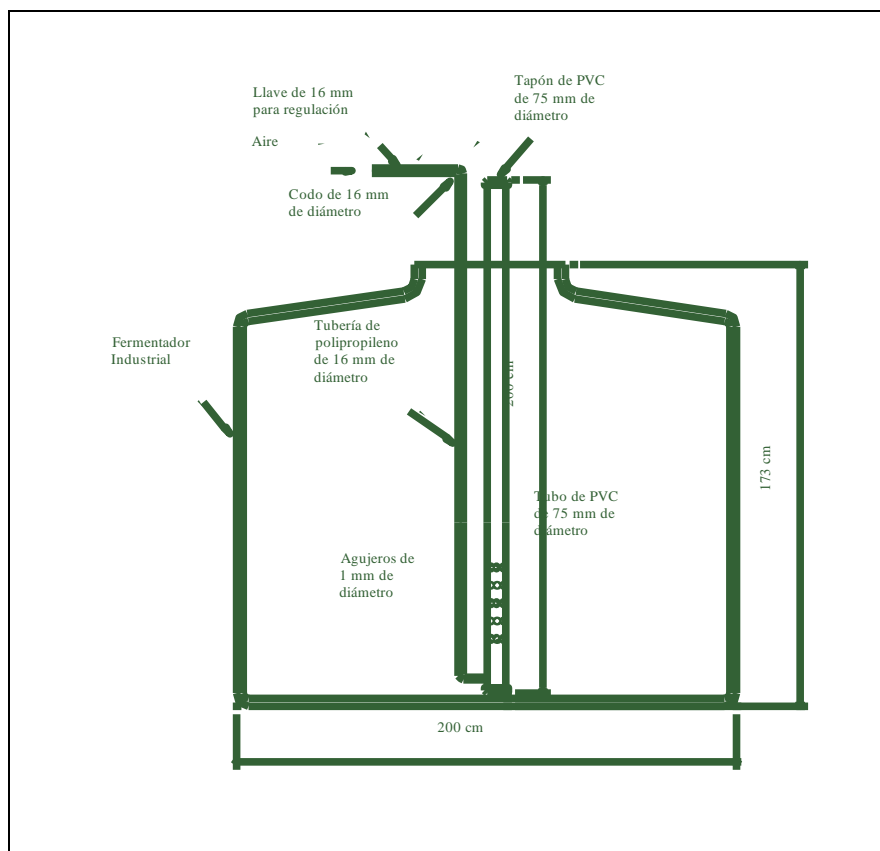 Tapón de PVC
de 75 mm de
diámetro
Llave de 16 mm
para regulación
Aire
Codo de 16 mm
de diámetro
Tubería de
polipropileno
de 16 mm de
diámetro
Fermentador
Industrial
200 cm
173 cm
Tubo de PVC
de 75 mm de
diámetro
Agujeros de
1 mm de
diámetro
200 cm